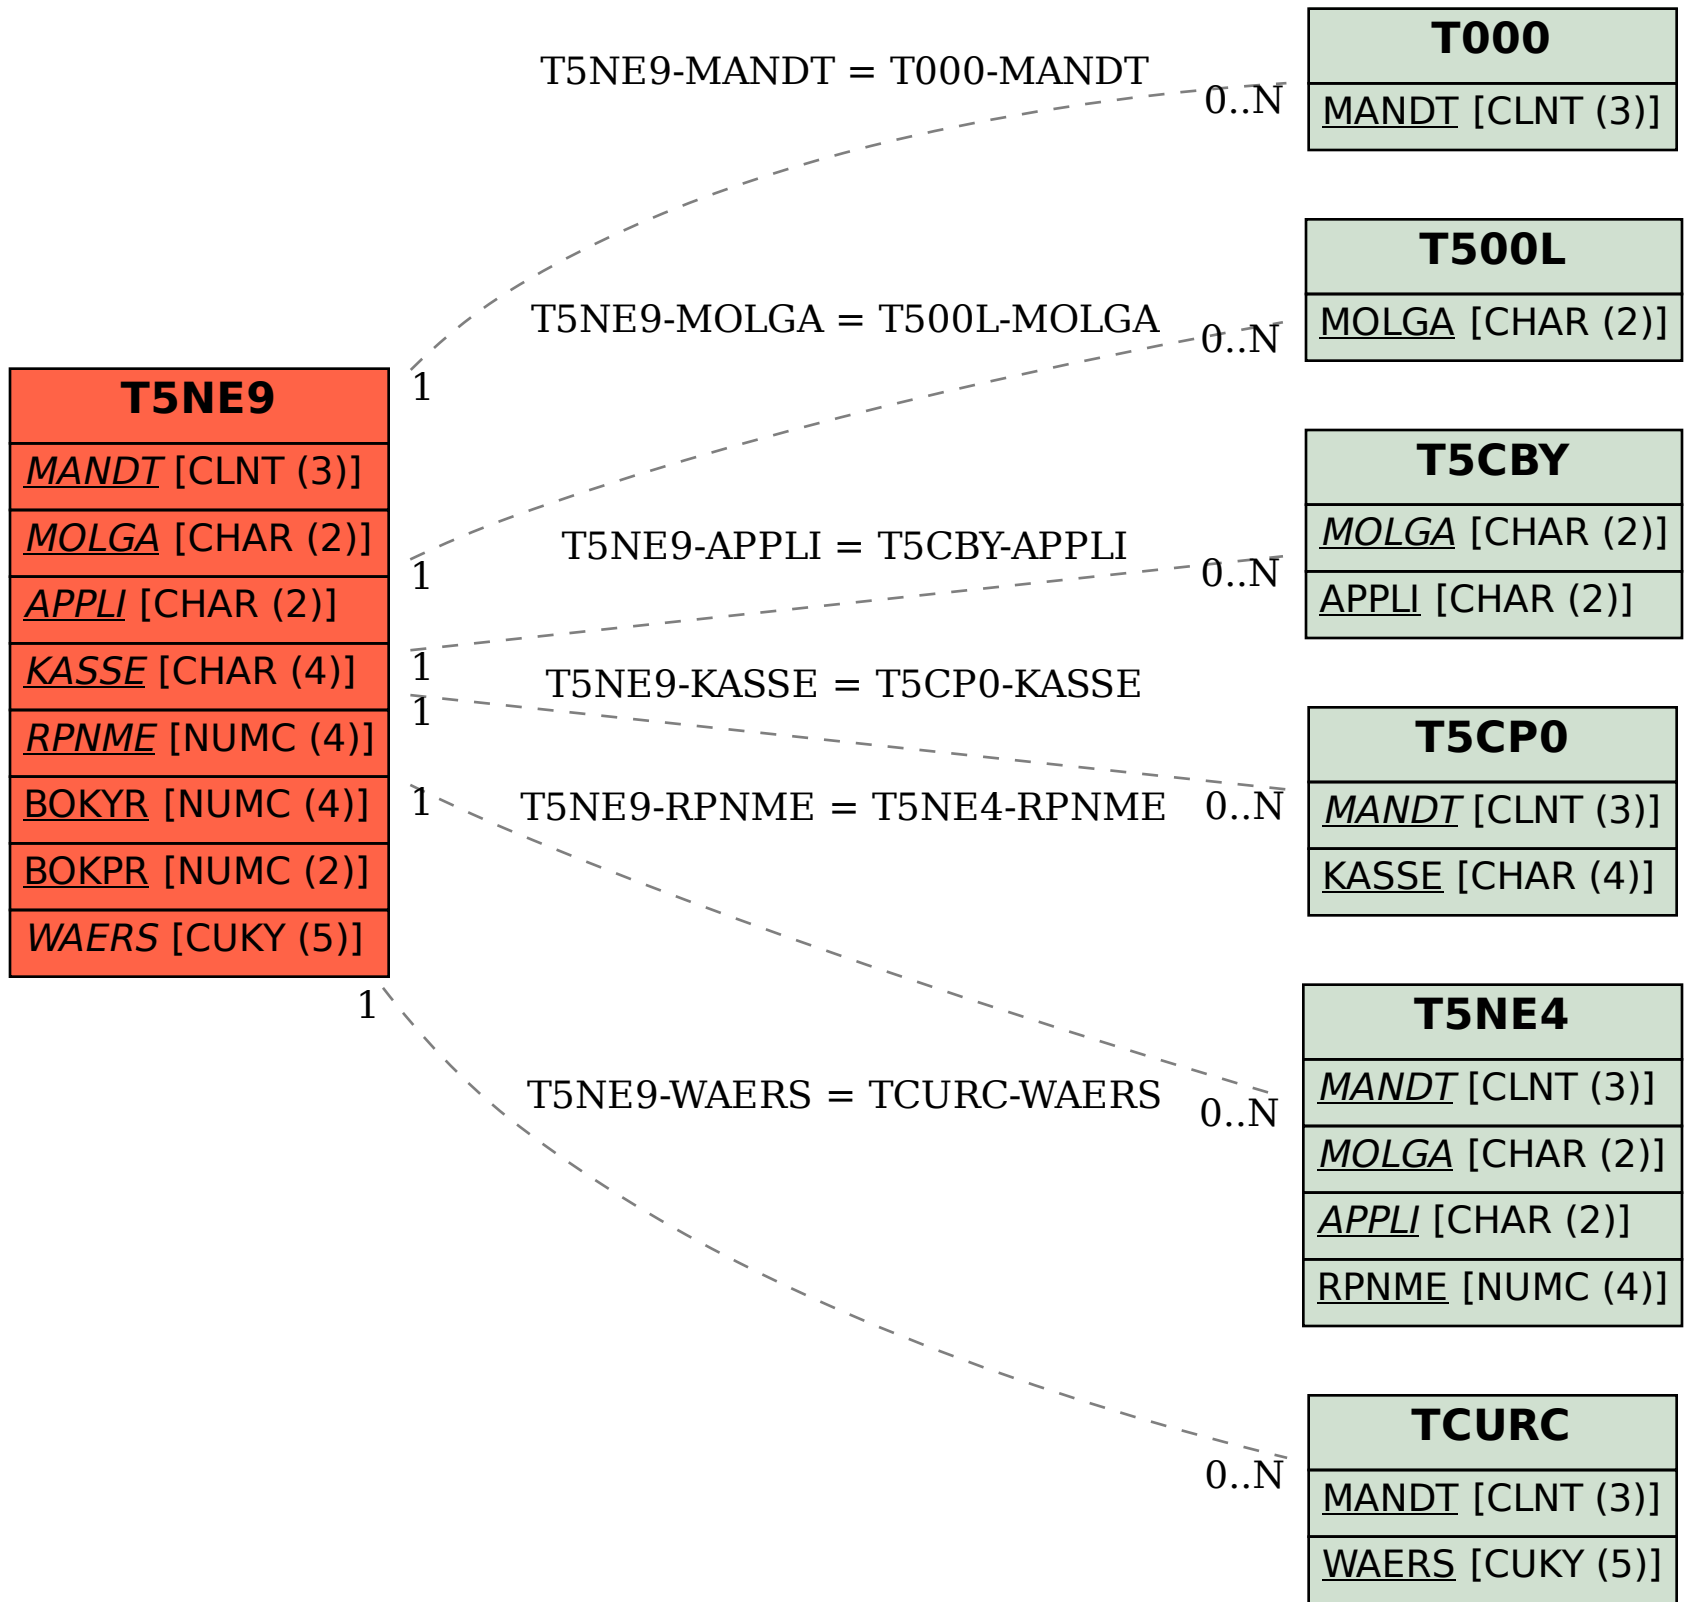 T5NE9
MANDT [CLNT (3)]
MOLGA [CHAR (2)]
APPLI [CHAR (2)]
KASSE [CHAR (4)]
RPNME [NUMC (4)]
BOKYR [NUMC (4)]
BOKPR [NUMC (2)]
WAERS [CUKY (5)]
T5NE9-MANDT = T000-MANDT
0..N
1
T5NE9-MOLGA = T500L-MOLGA
0..N
1
T5NE9-APPLI = T5CBY-APPLI
0..N
1
T5NE9-KASSE = T5CP0-KASSE
1
0..N
T5NE9-RPNME = T5NE4-RPNME
1
0..N
T5NE9-WAERS = TCURC-WAERS
1
0..N
T000
MANDT [CLNT (3)]
T500L
MOLGA [CHAR (2)]
T5CBY
MOLGA [CHAR (2)]
APPLI [CHAR (2)]
T5CP0
MANDT [CLNT (3)]
KASSE [CHAR (4)]
T5NE4
MANDT [CLNT (3)]
MOLGA [CHAR (2)]
APPLI [CHAR (2)]
RPNME [NUMC (4)]
TCURC
MANDT [CLNT (3)]
WAERS [CUKY (5)]